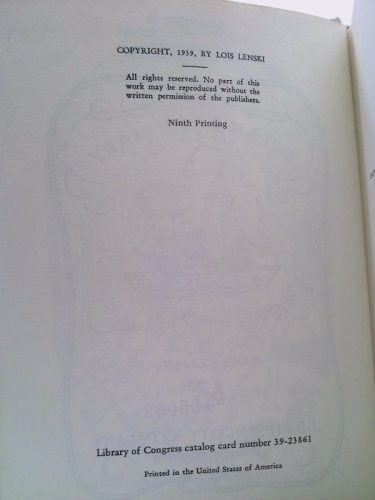 COPYRIGHT, 1939, BY LOIS LENSKI
All rights reserved. No part of this
work may be reproduced without the
written permission of the publishers.
Ninth Printing
Library of Congress catalog card number 39-23861
Printed in the United States of America